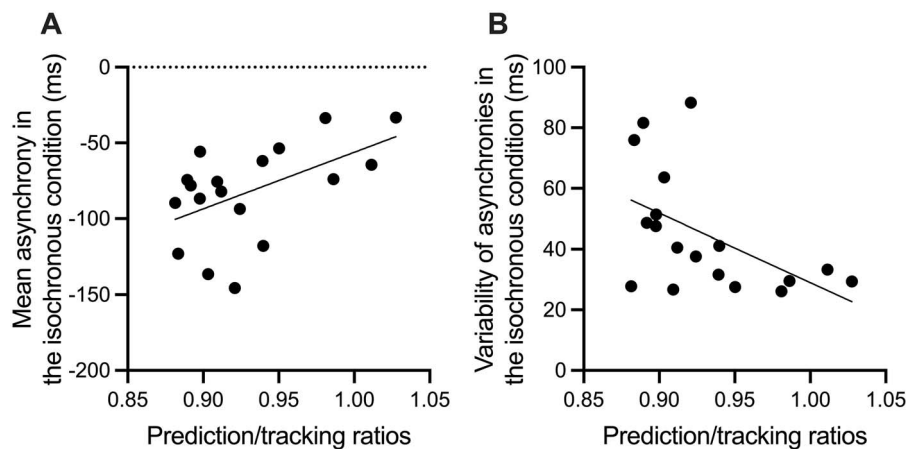 A
Mean asynchrony in
the isochronous condition (ms)
0
-50
-100
-150
-200
0.85 0.90 0.95 1.00 1.05
Prediction/tracking ratios
B
Variability of asynchronies in
the isochronous condition (ms)
100
80
60
40
20
0
0.85 0.90 0.95 1.00 1.05
Prediction/tracking ratios